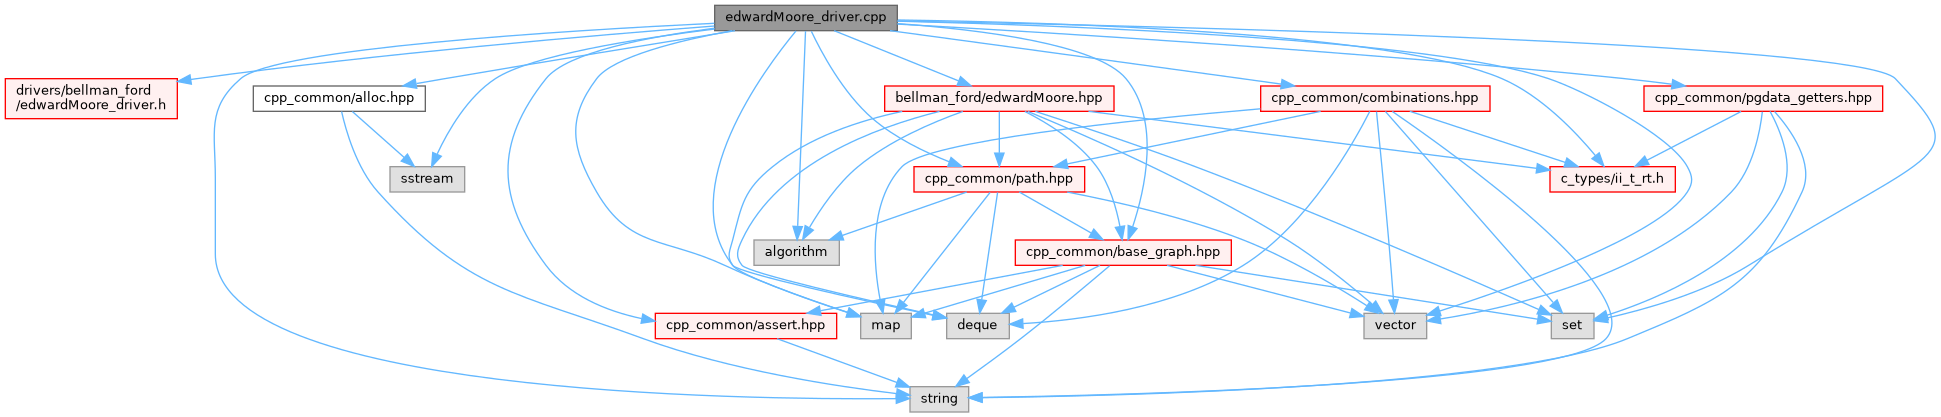 edwardMoore_driver.cpp
drivers/bellman_ford
/edwardMoore_driver.h
cpp_common/alloc.hpp
bellman_ford/edwardMoore.hpp
cpp_common/combinations.hpp
cpp_common/pgdata_getters.hpp
sstream
cpp_common/path.hpp
c_types/ii_t_rt.h
algorithm
cpp_common/base_graph.hpp
cpp_common/assert.hpp
map
deque
vector
set
string